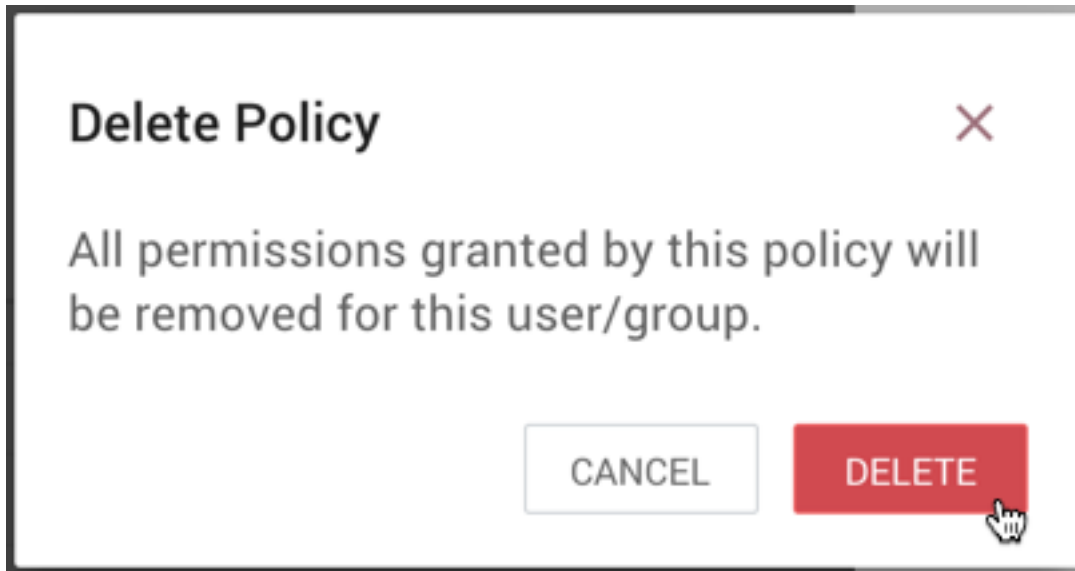 Delete Policy
All permissions granted by this policy will
be removed for this user/group.
CANCEL
DELETE